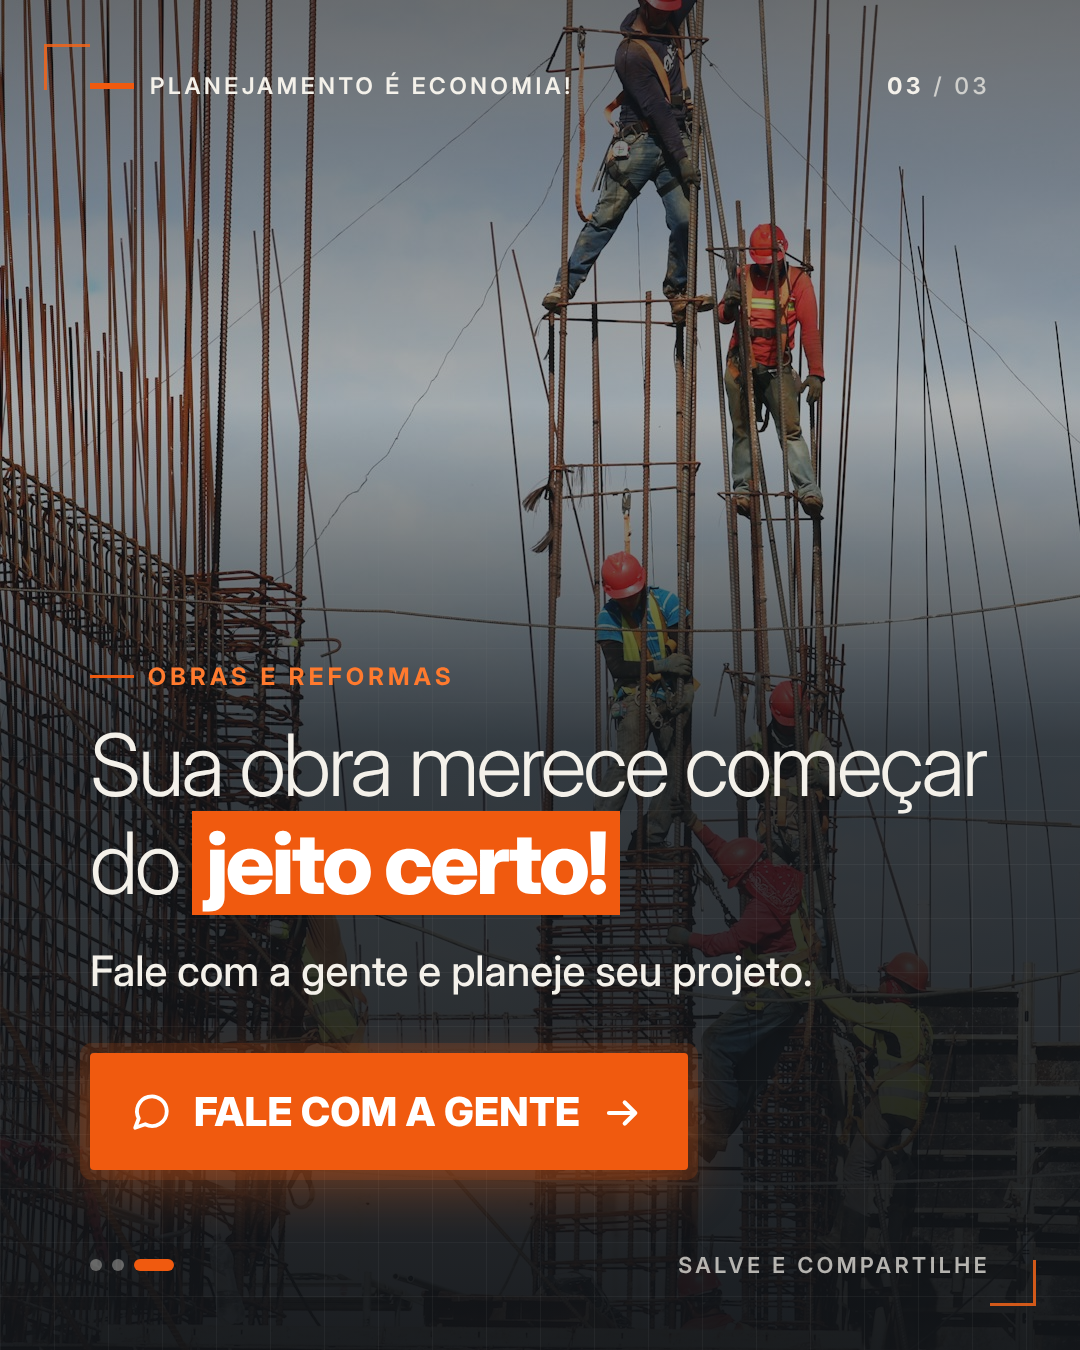 PLANEJAMENTO É ECONOMIA!
03 / 03
OBRAS E REFORMAS
Sua obra merece começar
do jeito certo!
Fale com a gente e planeje seu projeto.
FALE COM A GENTE →
SALVE E COMPARTILHE